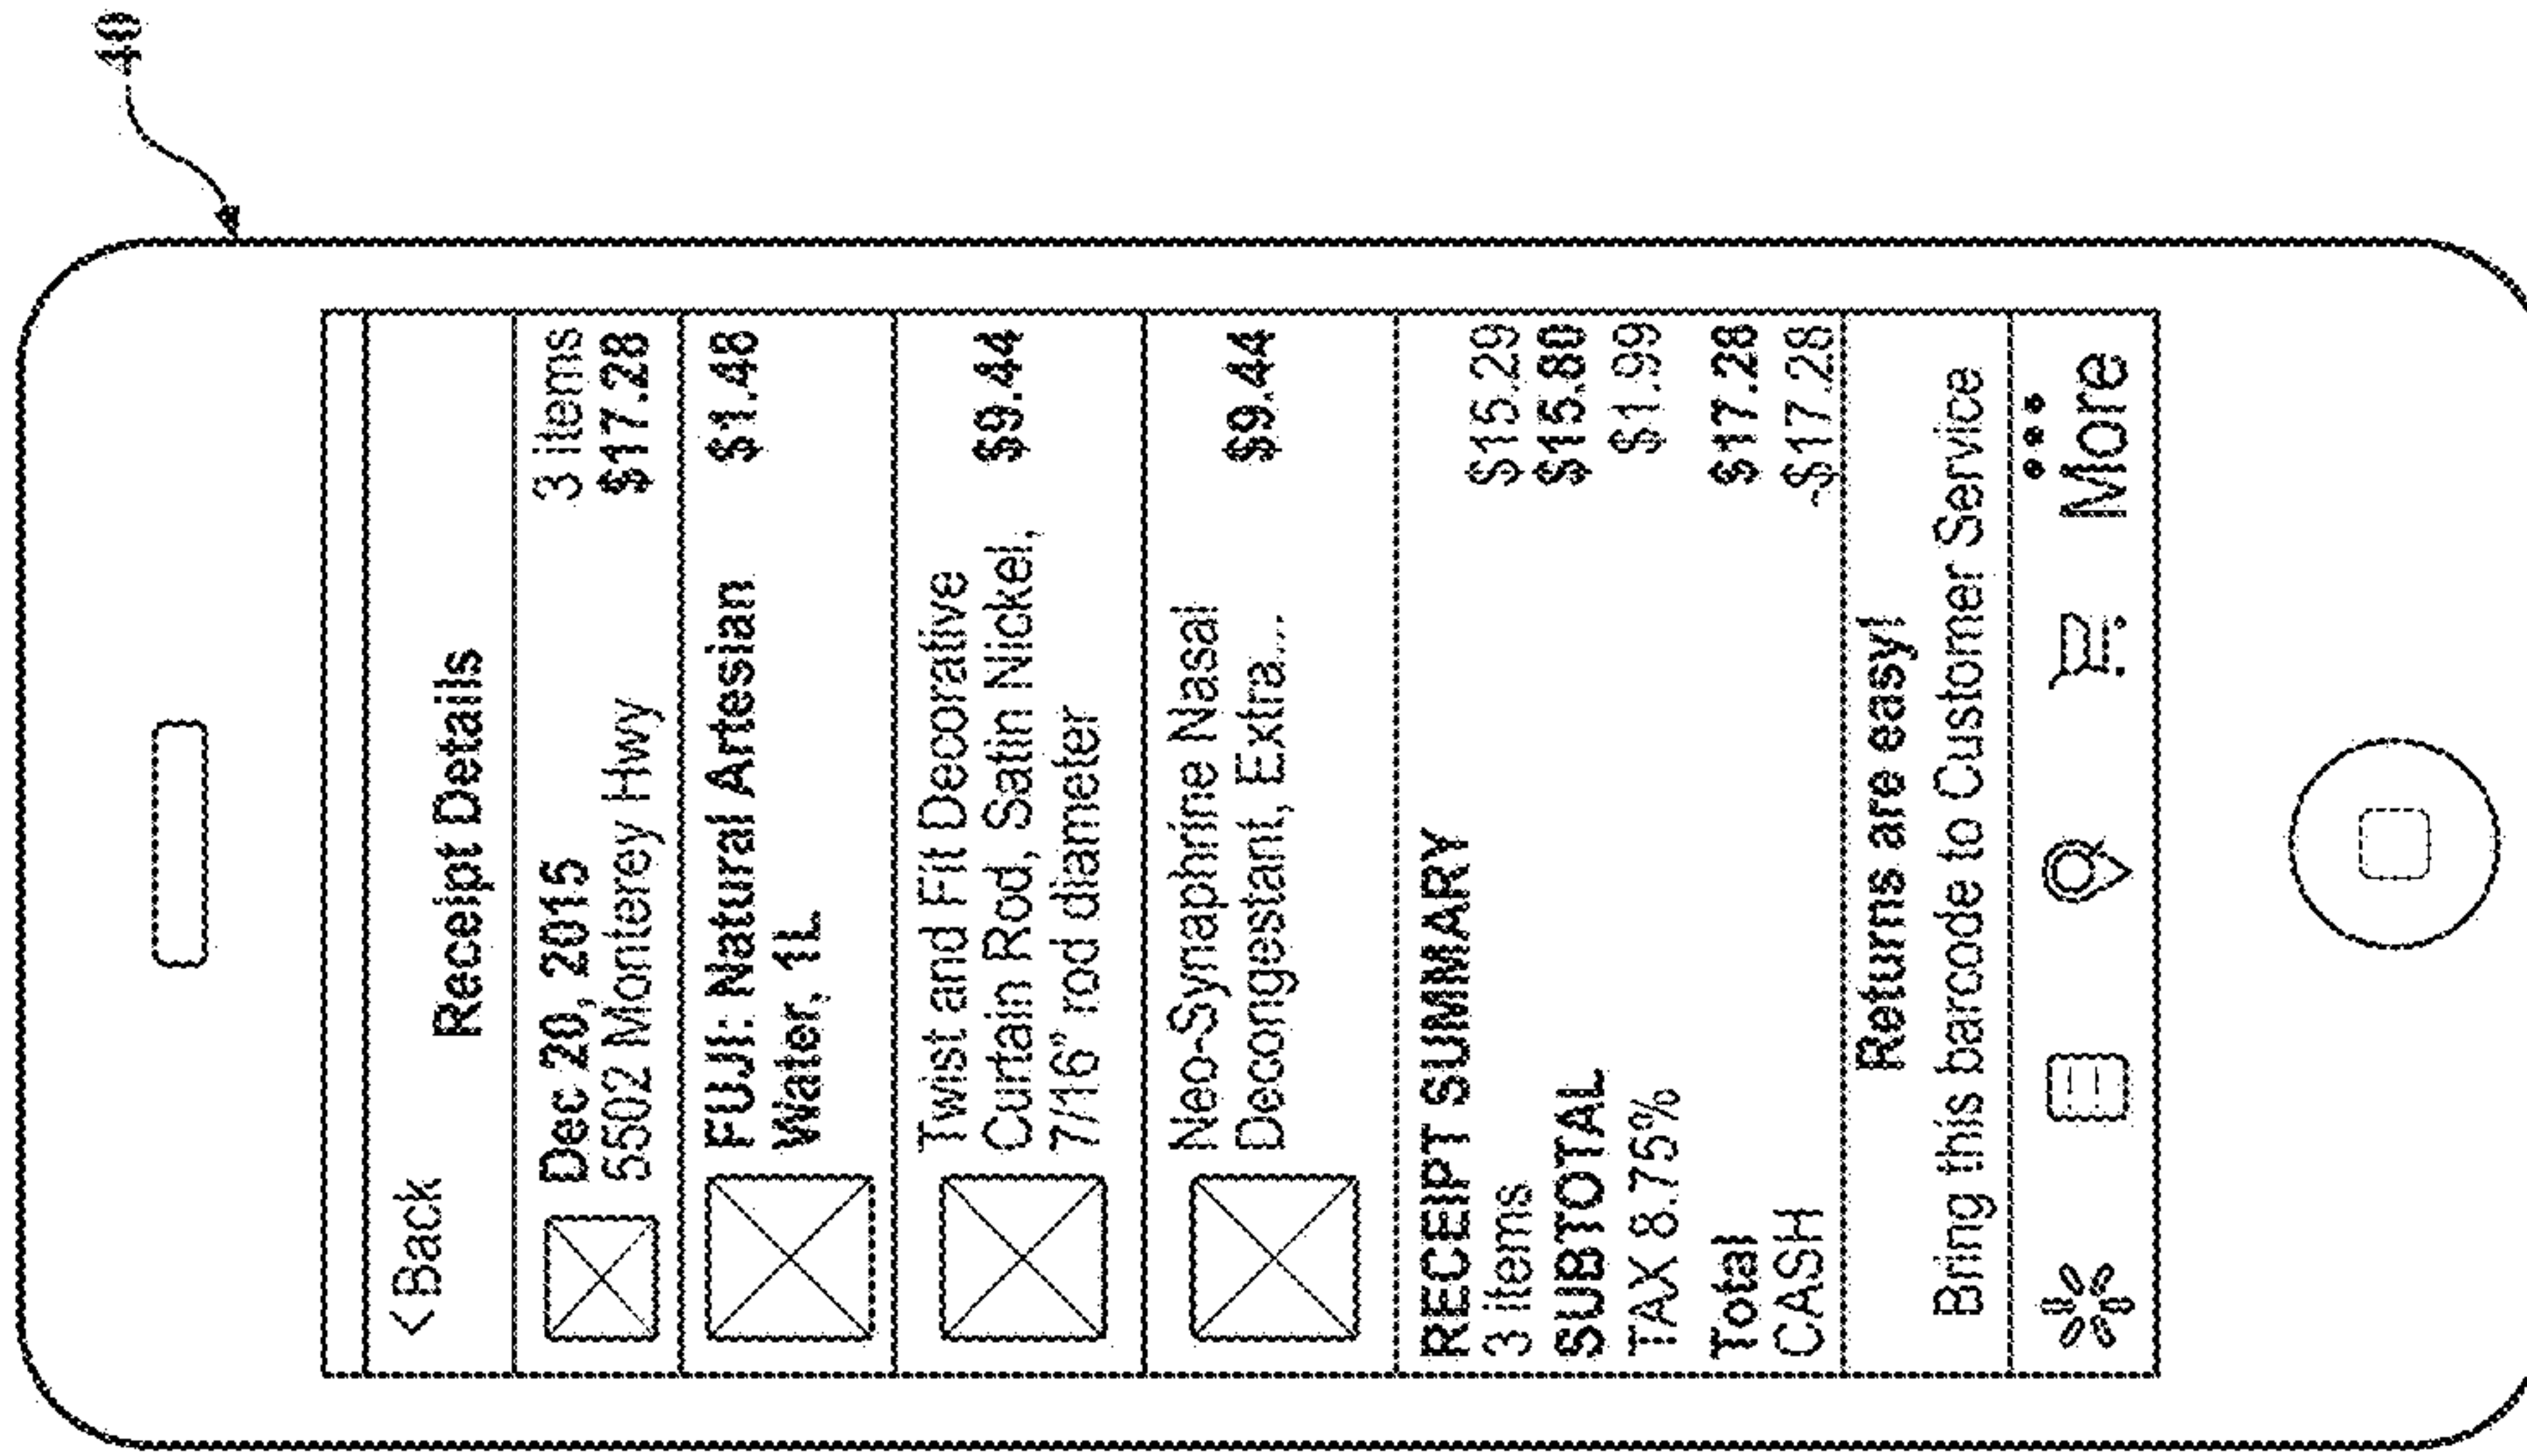 40
<Back
Receipt Details
Dec 20, 2015 3 items
5502 Monterey Hwy $17.28
FUJI: Natural Artesian $1.48
Water, 1L
Twist and Fit Decorative
Curtain Rod, Satin Nickel, $9.44
7/16" rod diameter
Neo-Synaphrine Nasal
Decongestant, Extra... $9.44
RECEIPT SUMMARY
3 items $15.29
SUBTOTAL $15.80
TAX 8.75% $1.99
Total $17.28
CASH -$17.28
Returns are easy!
Bring this barcode to Customer Service
More